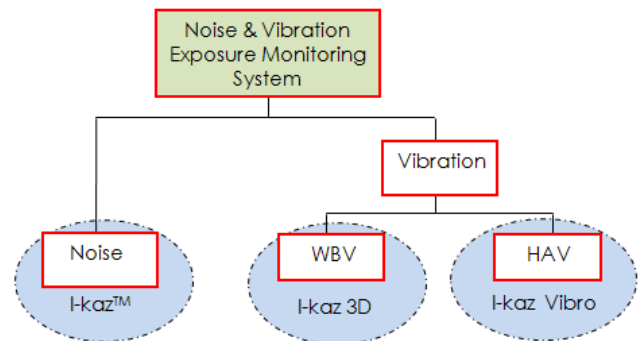 Noise & Vibration
Exposure Monitoring
System
Vibration
Noise
WBV
HAV
I-kaz™
I-kaz 3D
I-kaz Vibro